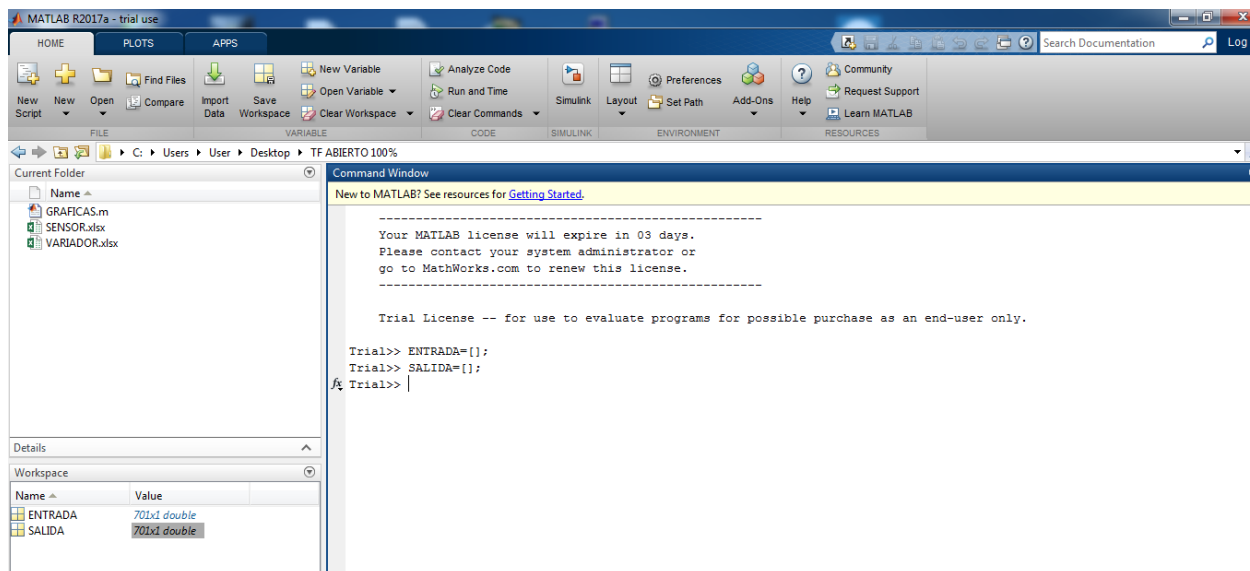 MATLAB R2017a - trial use
HOME PLOTS APPS
Search Documentation
Log
New Script
New
Open
Find Files
Compare
Import Data
Save Workspace
New Variable
Open Variable
Clear Workspace
Analyze Code
Run and Time
Clear Commands
Simulink
Layout
Preferences
Set Path
Add-Ons
Help
Community
Request Support
Learn MATLAB
FILE VARIABLE CODE SIMULINK ENVIRONMENT RESOURCES
C: Users User Desktop TF ABIERTO 100%
Current Folder
Name
GRAFICAS.m
SENSOR.xlsx
VARIADOR.xlsx
Details
Workspace
Name Value
ENTRADA 701x1 double
SALIDA 701x1 double
Command Window
New to MATLAB? See resources for Getting Started.
----------------------------------------------------
Your MATLAB license will expire in 03 days.
Please contact your system administrator or
go to MathWorks.com to renew this license.
----------------------------------------------------
Trial License -- for use to evaluate programs for possible purchase as an end-user only.
Trial>> ENTRADA=[];
Trial>> SALIDA=[];
fx Trial>>